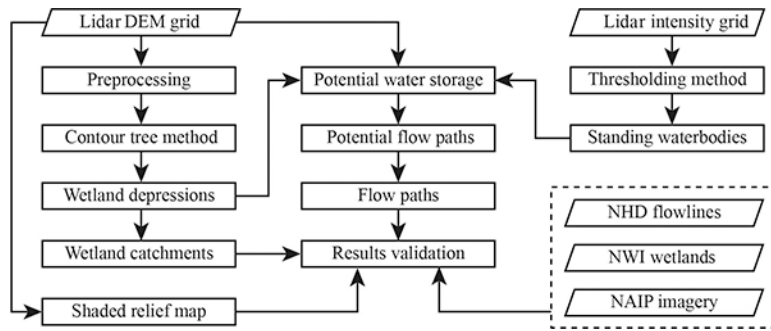 Lidar DEM grid
Lidar intensity grid
Preprocessing
Potential water storage
Thresholding method
Contour tree method
Potential flow paths
Standing waterbodies
Wetland depressions
Flow paths
NHD flowlines
Wetland catchments
Results validation
NWI wetlands
Shaded relief map
NAIP imagery